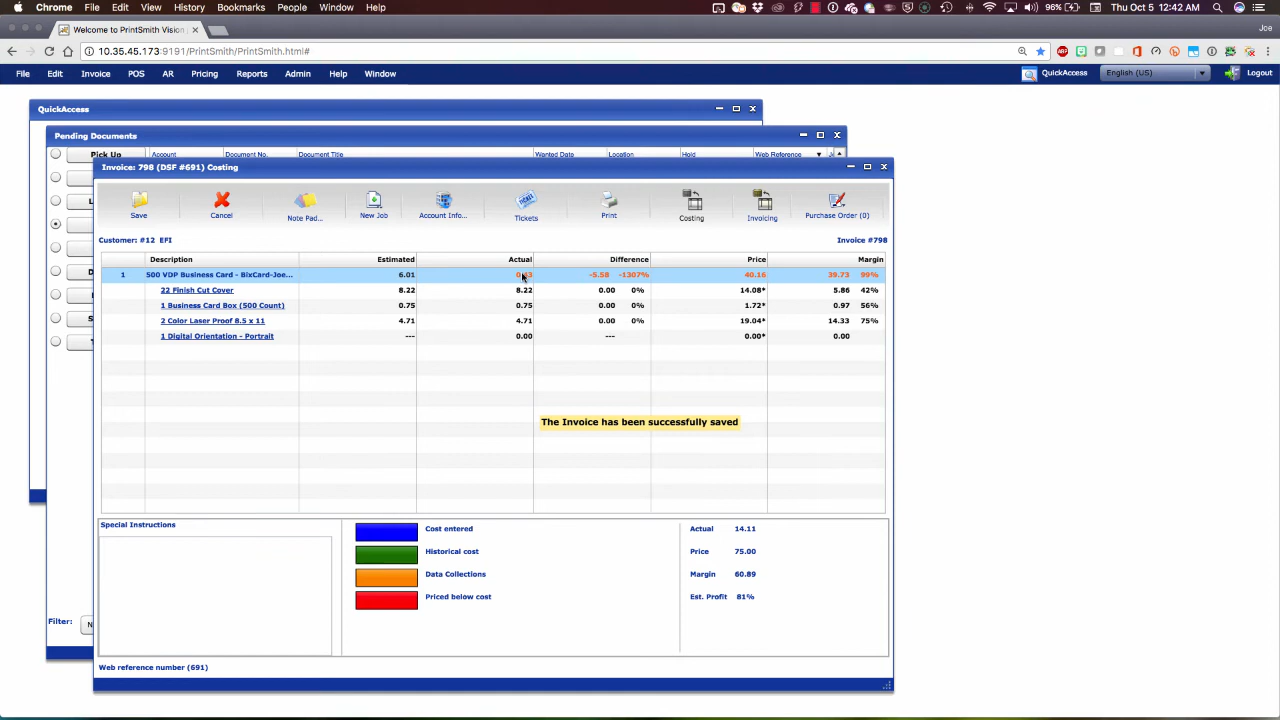 Chrome File Edit View History Bookmarks People Window Help 96% Thu Oct 5 12:42 AM
Welcome to PrintSmith Vision Joe
10.35.45.173:9191/PrintSmith/PrintSmith.html#
File Edit Invoice POS AR Pricing Reports Admin Help Window QuickAccess English (US) Logout
QuickAccess
Pending Documents
Pick Up Account Document No. Document Title Wanted Date Location Hold Web Reference
Invoice: 798 (DSF #691) Costing
Save Cancel Note Pad... New Job Account Info... Tickets Print Costing Invoicing Purchase Order (0)
Customer: #12 EFI Invoice #798
Description Estimated Actual Difference Price Margin
1 500 VDP Business Card - BixCard-Joe... 6.01 -5.58 -1307% 40.16 39.73 99%
22 Finish Cut Cover 8.22 8.22 0.00 0% 14.08* 5.86 42%
1 Business Card Box (500 Count) 0.75 0.75 0.00 0% 1.72* 0.97 56%
2 Color Laser Proof 8.5 x 11 4.71 4.71 0.00 0% 19.04* 14.33 75%
1 Digital Orientation - Portrait --- 0.00 --- 0.00* 0.00
The Invoice has been successfully saved
Special Instructions
Cost entered
Historical cost
Data Collections
Priced below cost
Actual 14.11
Price 75.00
Margin 60.89
Est. Profit 81%
Filter: N
Web reference number (691)